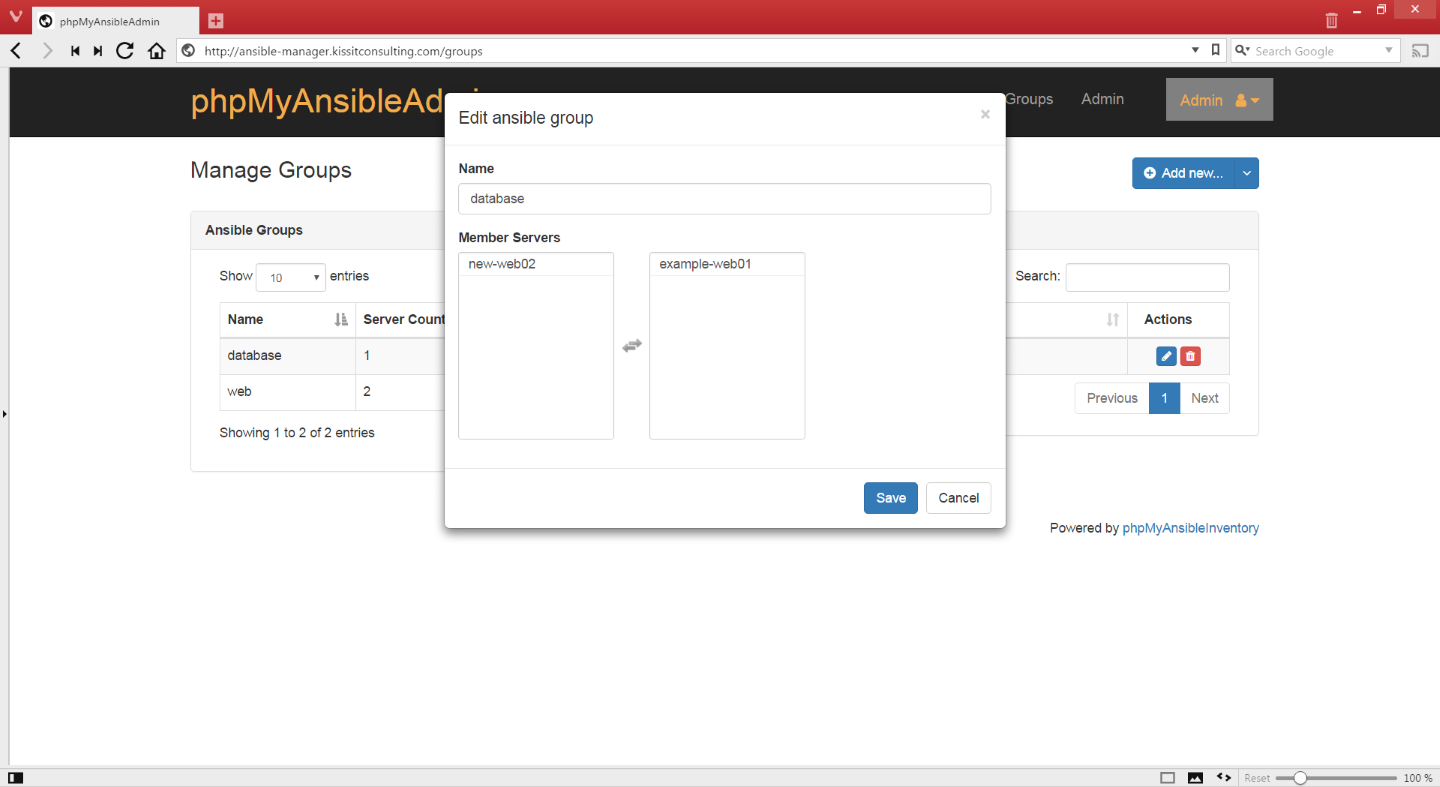 phpMyAnsibleAdmin
http://ansible-manager.kissitconsulting.com/groups
Search Google
phpMyAnsibleAd
Groups
Admin
Admin
Edit ansible group
×
Manage Groups
Add new...
Name
database
Ansible Groups
Member Servers
new-web02
example-web01
Show 10 entries
Search:
Name
Server Count
Actions
database
1
web
2
Previous
1
Next
Showing 1 to 2 of 2 entries
Save
Cancel
Powered by phpMyAnsibleInventory
Reset
100 %